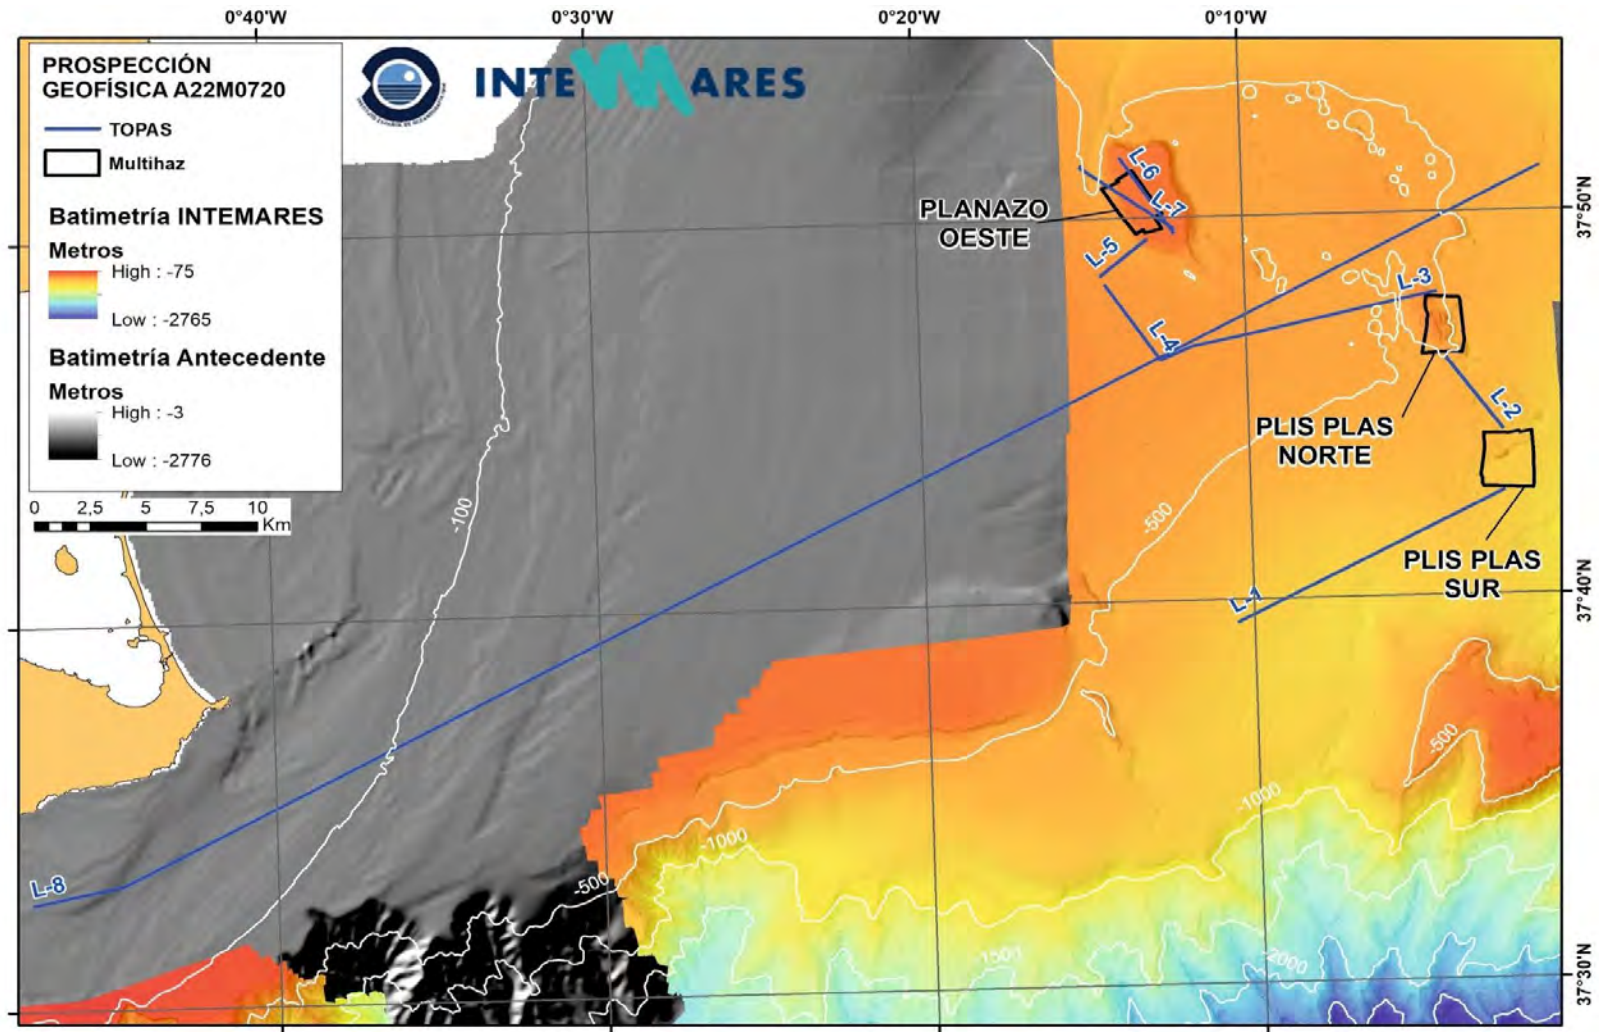 0°40'W 0°30'W 0°20'W 0°10'W
PROSPECCIÓN
GEOFÍSICA A22M0720
TOPAS
Multihaz
Batimetría INTEMARES
Metros
High : -75
Low : -2765
Batimetría Antecedente
Metros
High : -3
Low : -2776
0 2,5 5 7,5 10
Km
INTEMARES
PLANAZO
OESTE
L-6
L-7
L-5
L-4
L-3
L-2
PLIS PLAS
NORTE
PLIS PLAS
SUR
L-1
L-8
-100
-500
-500
-1000
-1000
-500
1500
-2000
37°50'N
37°40'N
37°30'N